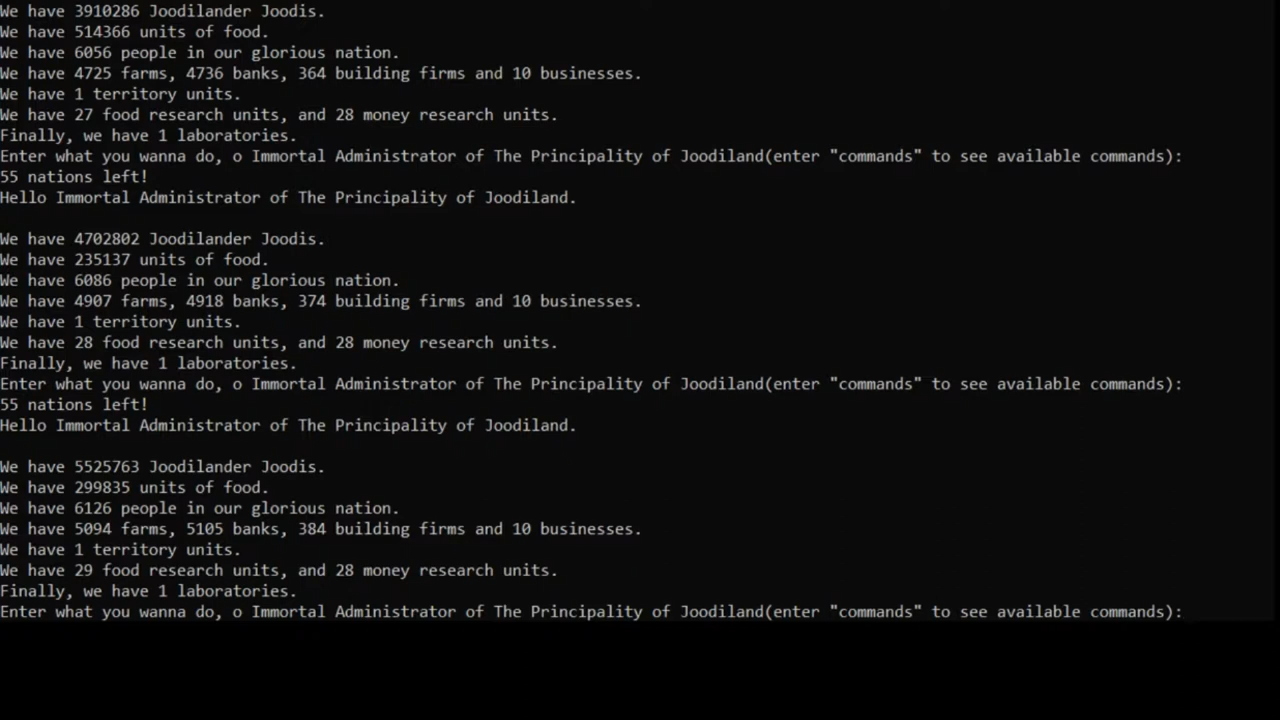 We have 3910286 Joodilander Joodis.
We have 514366 units of food.
We have 6056 people in our glorious nation.
We have 4725 farms, 4736 banks, 364 building firms and 10 businesses.
We have 1 territory units.
We have 27 food research units, and 28 money research units.
Finally, we have 1 laboratories.
Enter what you wanna do, o Immortal Administrator of The Principality of Joodiland(enter "commands" to see available commands):
55 nations left!
Hello Immortal Administrator of The Principality of Joodiland.
We have 4702802 Joodilander Joodis.
We have 235137 units of food.
We have 6086 people in our glorious nation.
We have 4907 farms, 4918 banks, 374 building firms and 10 businesses.
We have 1 territory units.
We have 28 food research units, and 28 money research units.
Finally, we have 1 laboratories.
Enter what you wanna do, o Immortal Administrator of The Principality of Joodiland(enter "commands" to see available commands):
55 nations left!
Hello Immortal Administrator of The Principality of Joodiland.
We have 5525763 Joodilander Joodis.
We have 299835 units of food.
We have 6126 people in our glorious nation.
We have 5094 farms, 5105 banks, 384 building firms and 10 businesses.
We have 1 territory units.
We have 29 food research units, and 28 money research units.
Finally, we have 1 laboratories.
Enter what you wanna do, o Immortal Administrator of The Principality of Joodiland(enter "commands" to see available commands):